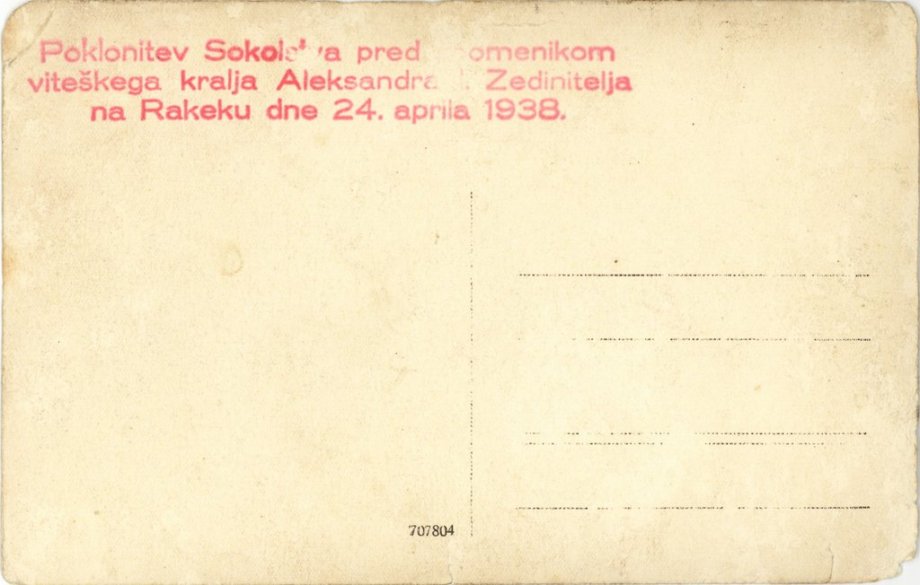 Poklonitev Sokolstva pred spomenikom
viteškega kralja Aleksandra I. Zedinitelja
na Rakeku dne 24. aprila 1938.
707804